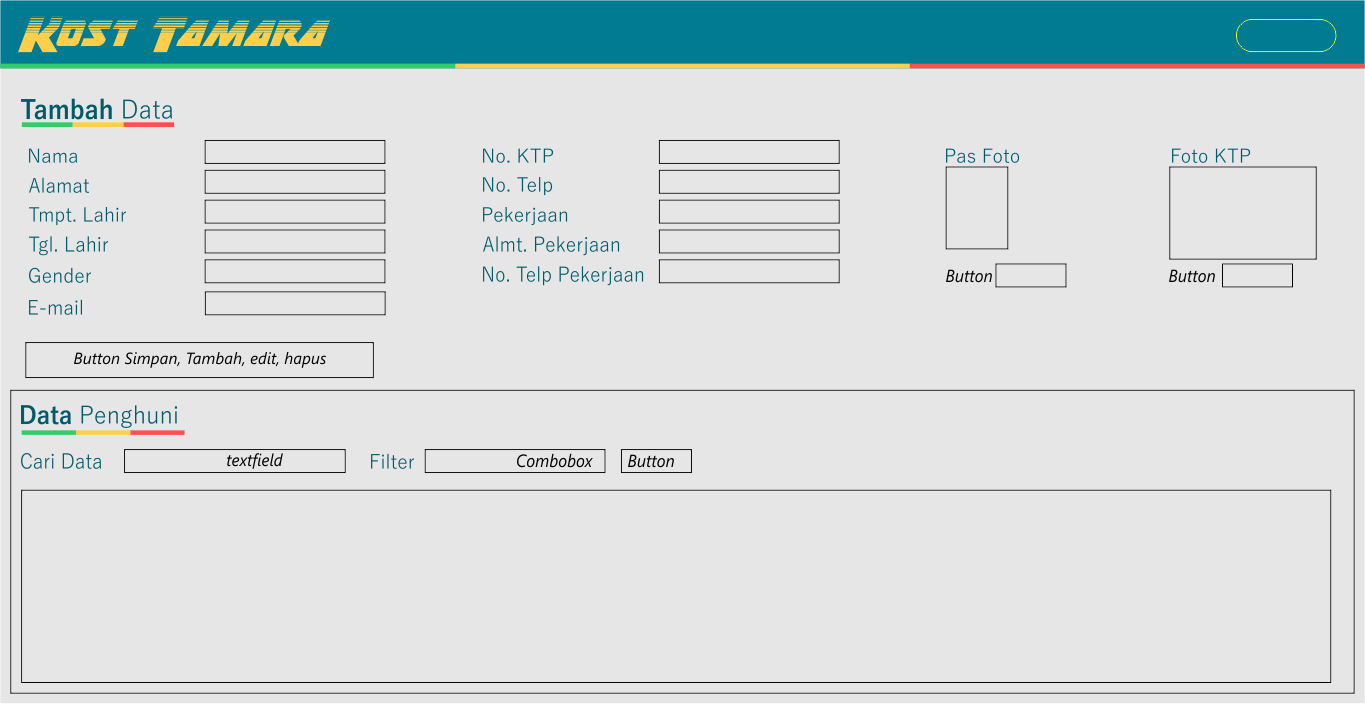 Kost Tamara
Tambah Data
Nama
Alamat
Tmpt. Lahir
Tgl. Lahir
Gender
E-mail
No. KTP
No. Telp
Pekerjaan
Almt. Pekerjaan
No. Telp Pekerjaan
Pas Foto
Button
Foto KTP
Button
Button Simpan, Tambah, edit, hapus
Data Penghuni
Cari Data textfield Filter Combobox Button